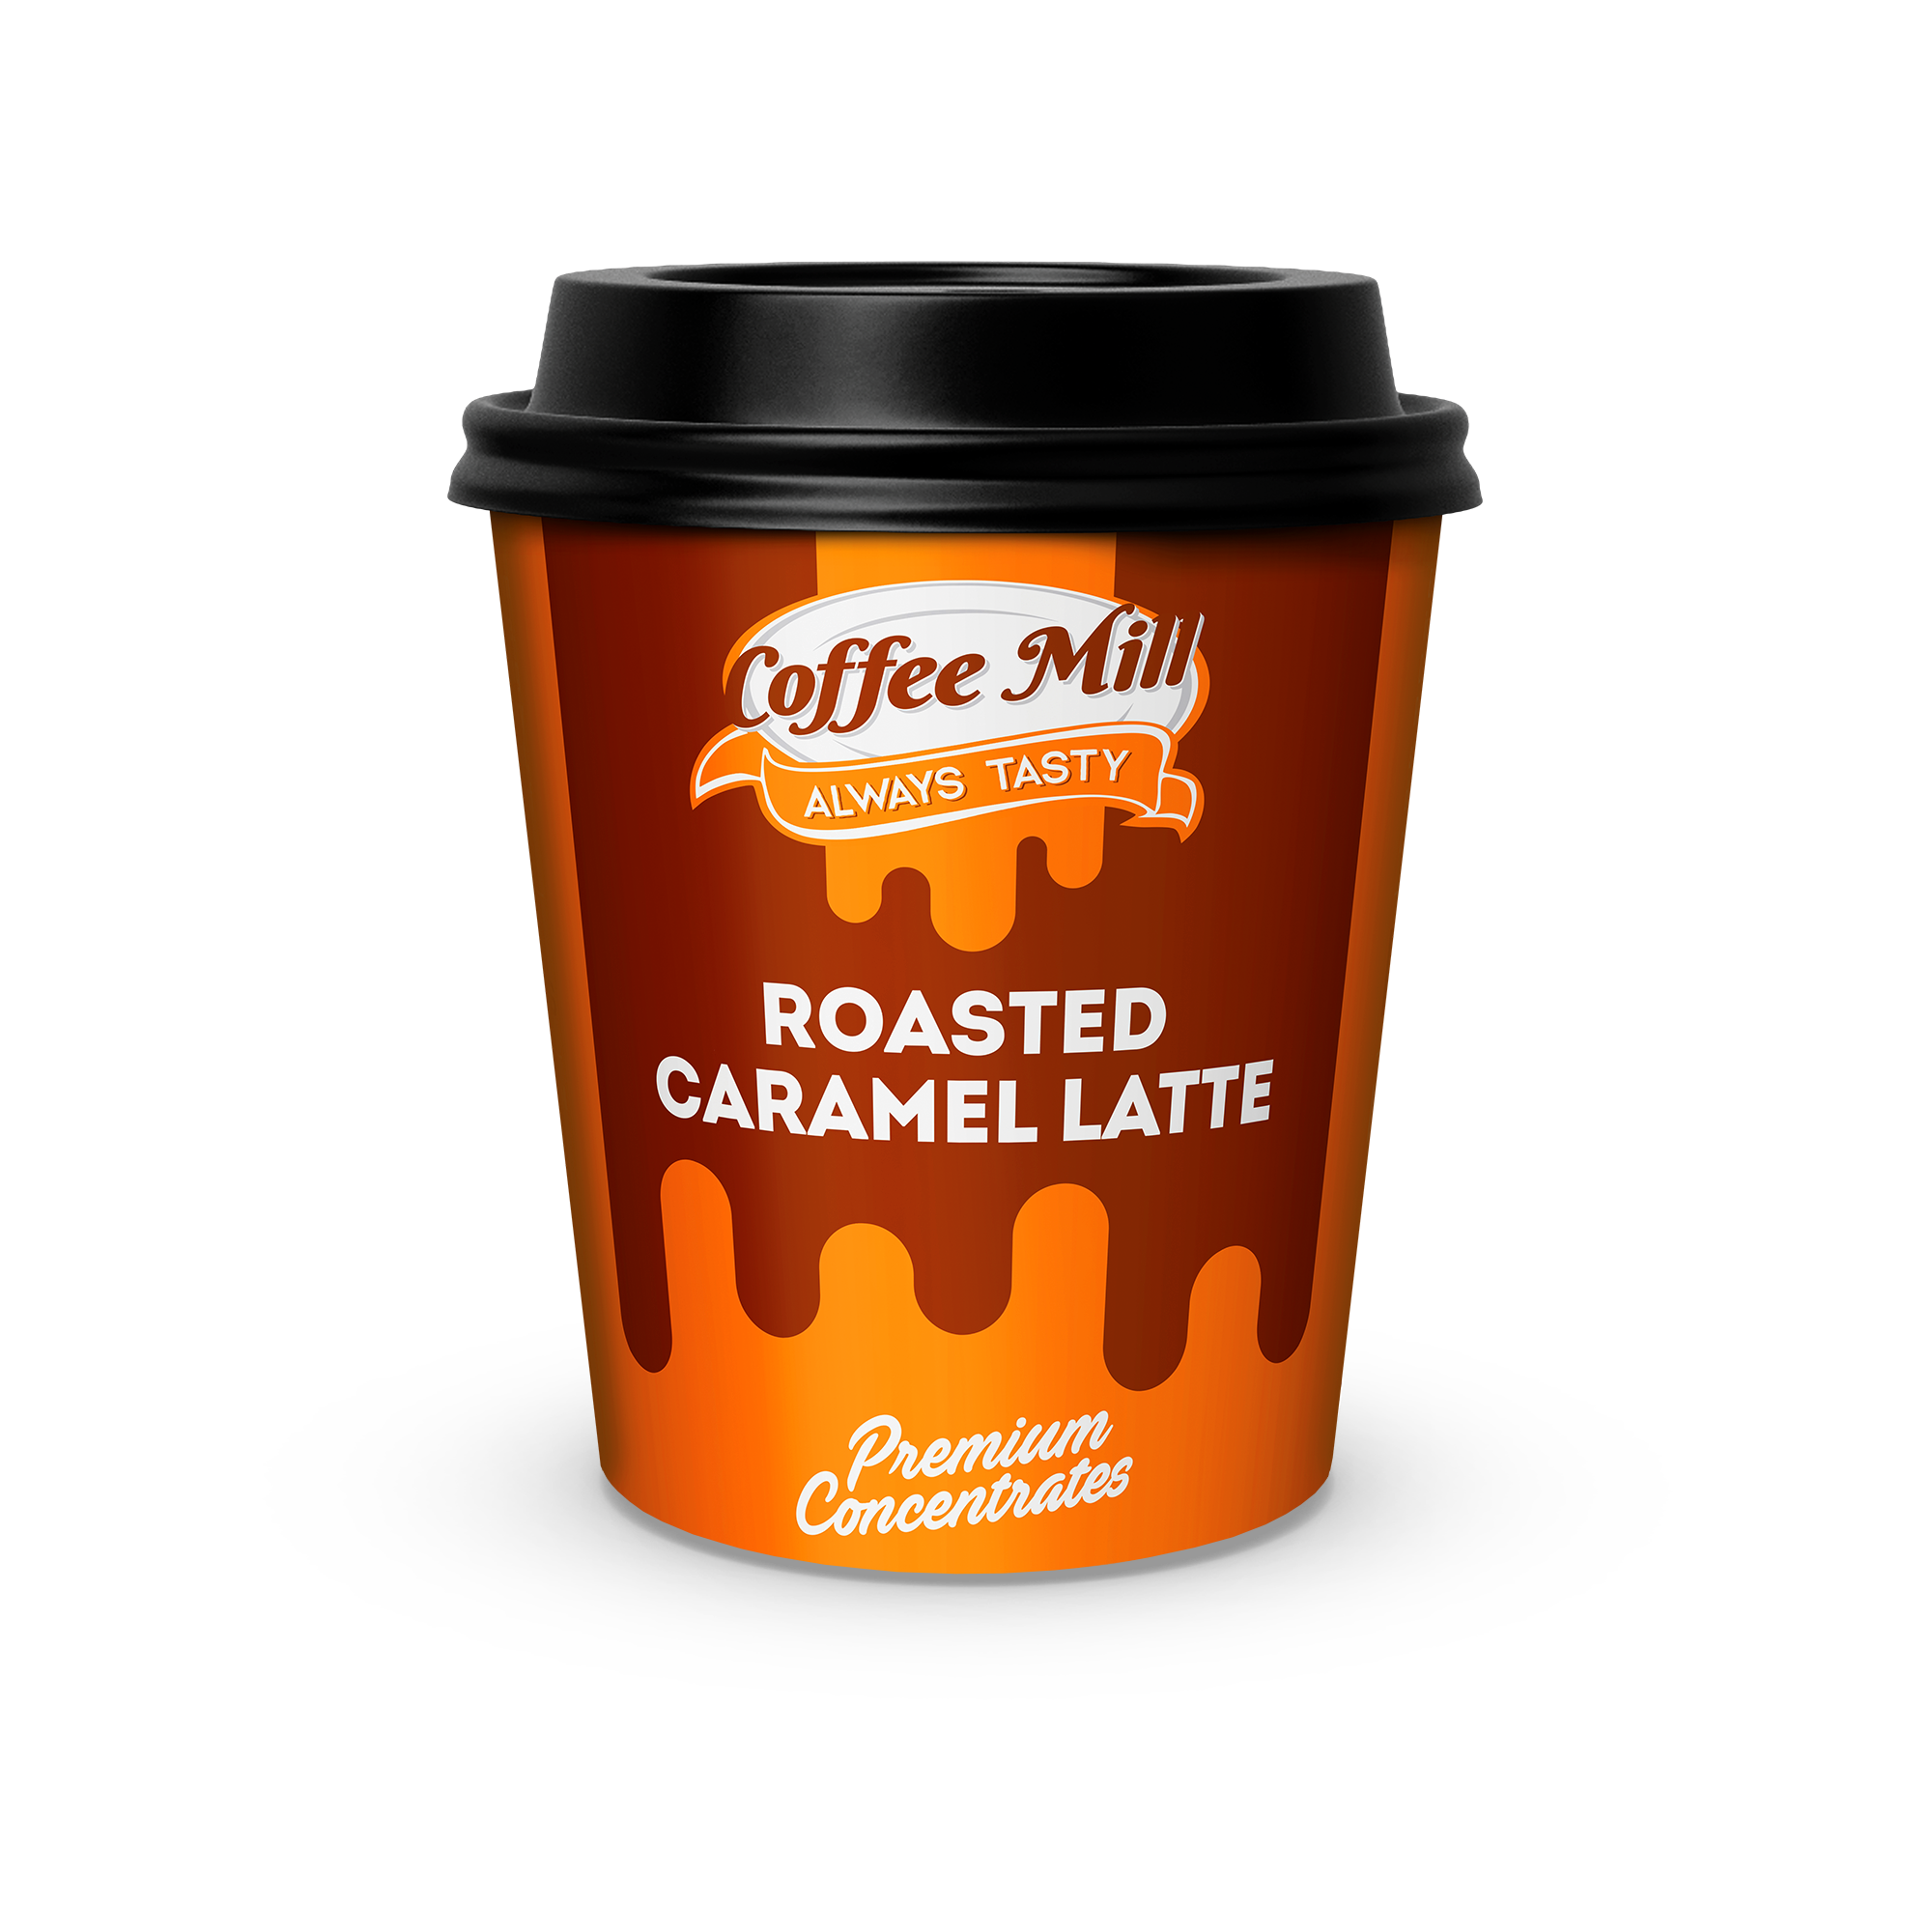 Coffee Mill
ALWAYS TASTY
ROASTED
CARAMEL LATTE
Premium
Concentrates